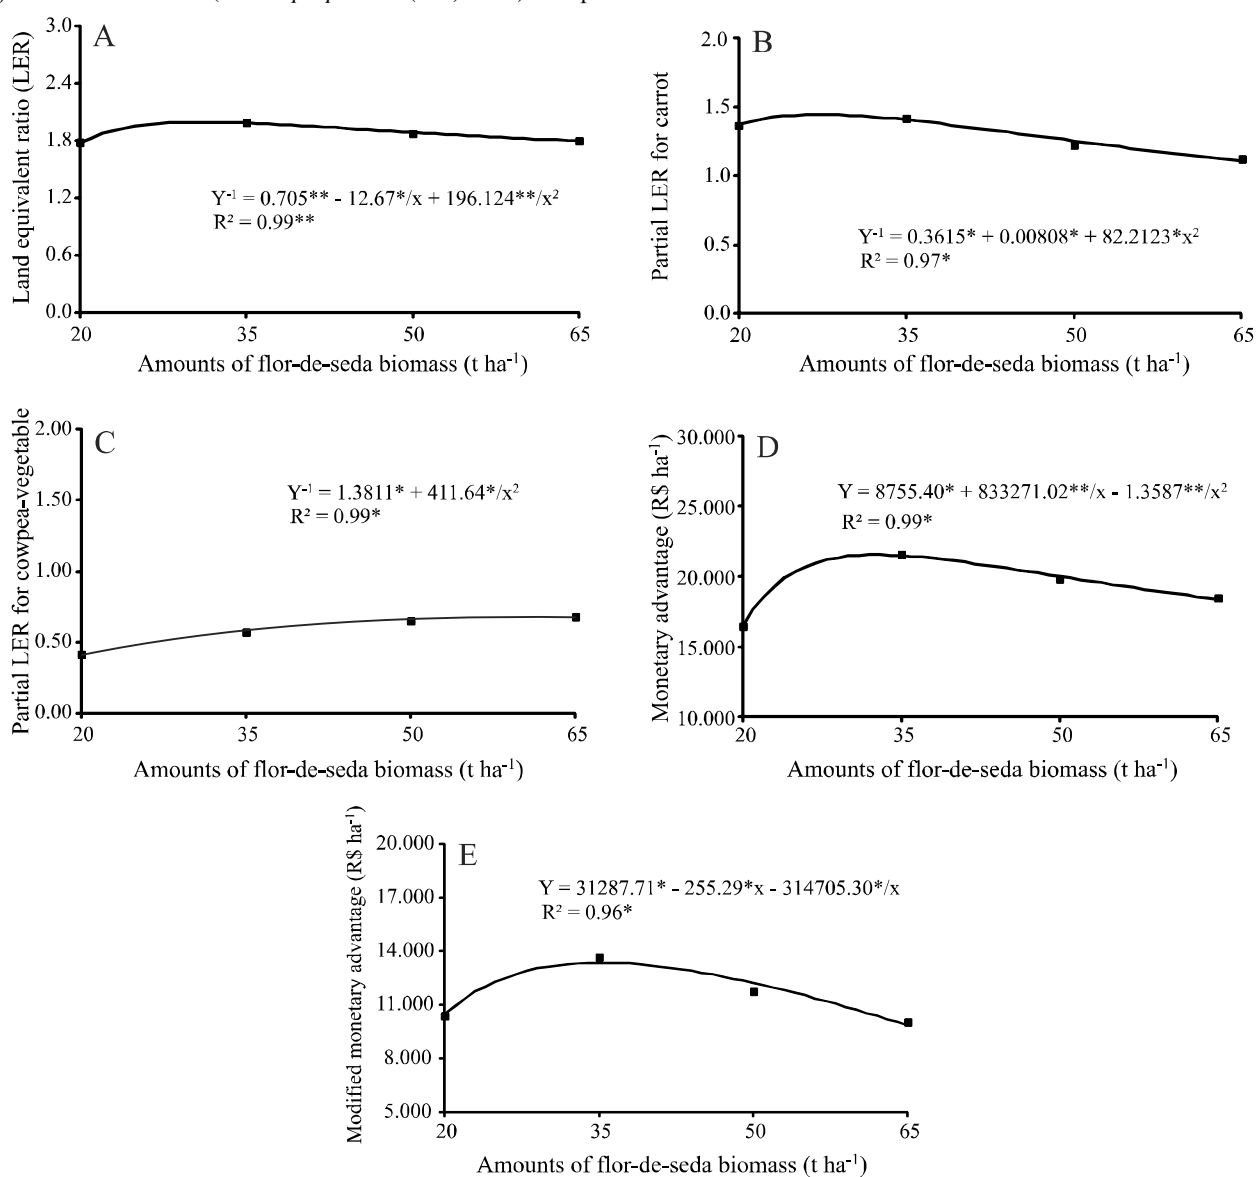 A
Land equivalent ratio (LER)
3.0
2.4
1.8
1.2
0.6
0.0
Y⁻¹ = 0.705** - 12.67*/x + 196.124**/x²
R² = 0.99**
20 35 50 65
Amounts of flor-de-seda biomass (t ha⁻¹)
B
Partial LER for carrot
2.0
1.5
1.0
0.5
0.0
Y⁻¹ = 0.3615* + 0.00808* + 82.2123*x²
R² = 0.97*
20 35 50 65
Amounts of flor-de-seda biomass (t ha⁻¹)
C
Partial LER for cowpea-vegetable
2.00
1.50
1.00
0.50
0.00
Y⁻¹ = 1.3811* + 411.64*/x²
R² = 0.99*
20 35 50 65
Amounts of flor-de-seda biomass (t ha⁻¹)
D
Monetary advantage (R$ ha⁻¹)
30.000
25.000
20.000
15.000
10.000
Y = 8755.40* + 833271.02**/x - 1.3587**/x²
R² = 0.99*
20 35 50 65
Amounts of flor-de-seda biomass (t ha⁻¹)
E
Modified monetary advantage (R$ ha⁻¹)
20.000
17.000
14.000
11.000
8.000
5.000
Y = 31287.71* - 255.29*x - 314705.30*/x
R² = 0.96*
20 35 50 65
Amounts of flor-de-seda biomass (t ha⁻¹)